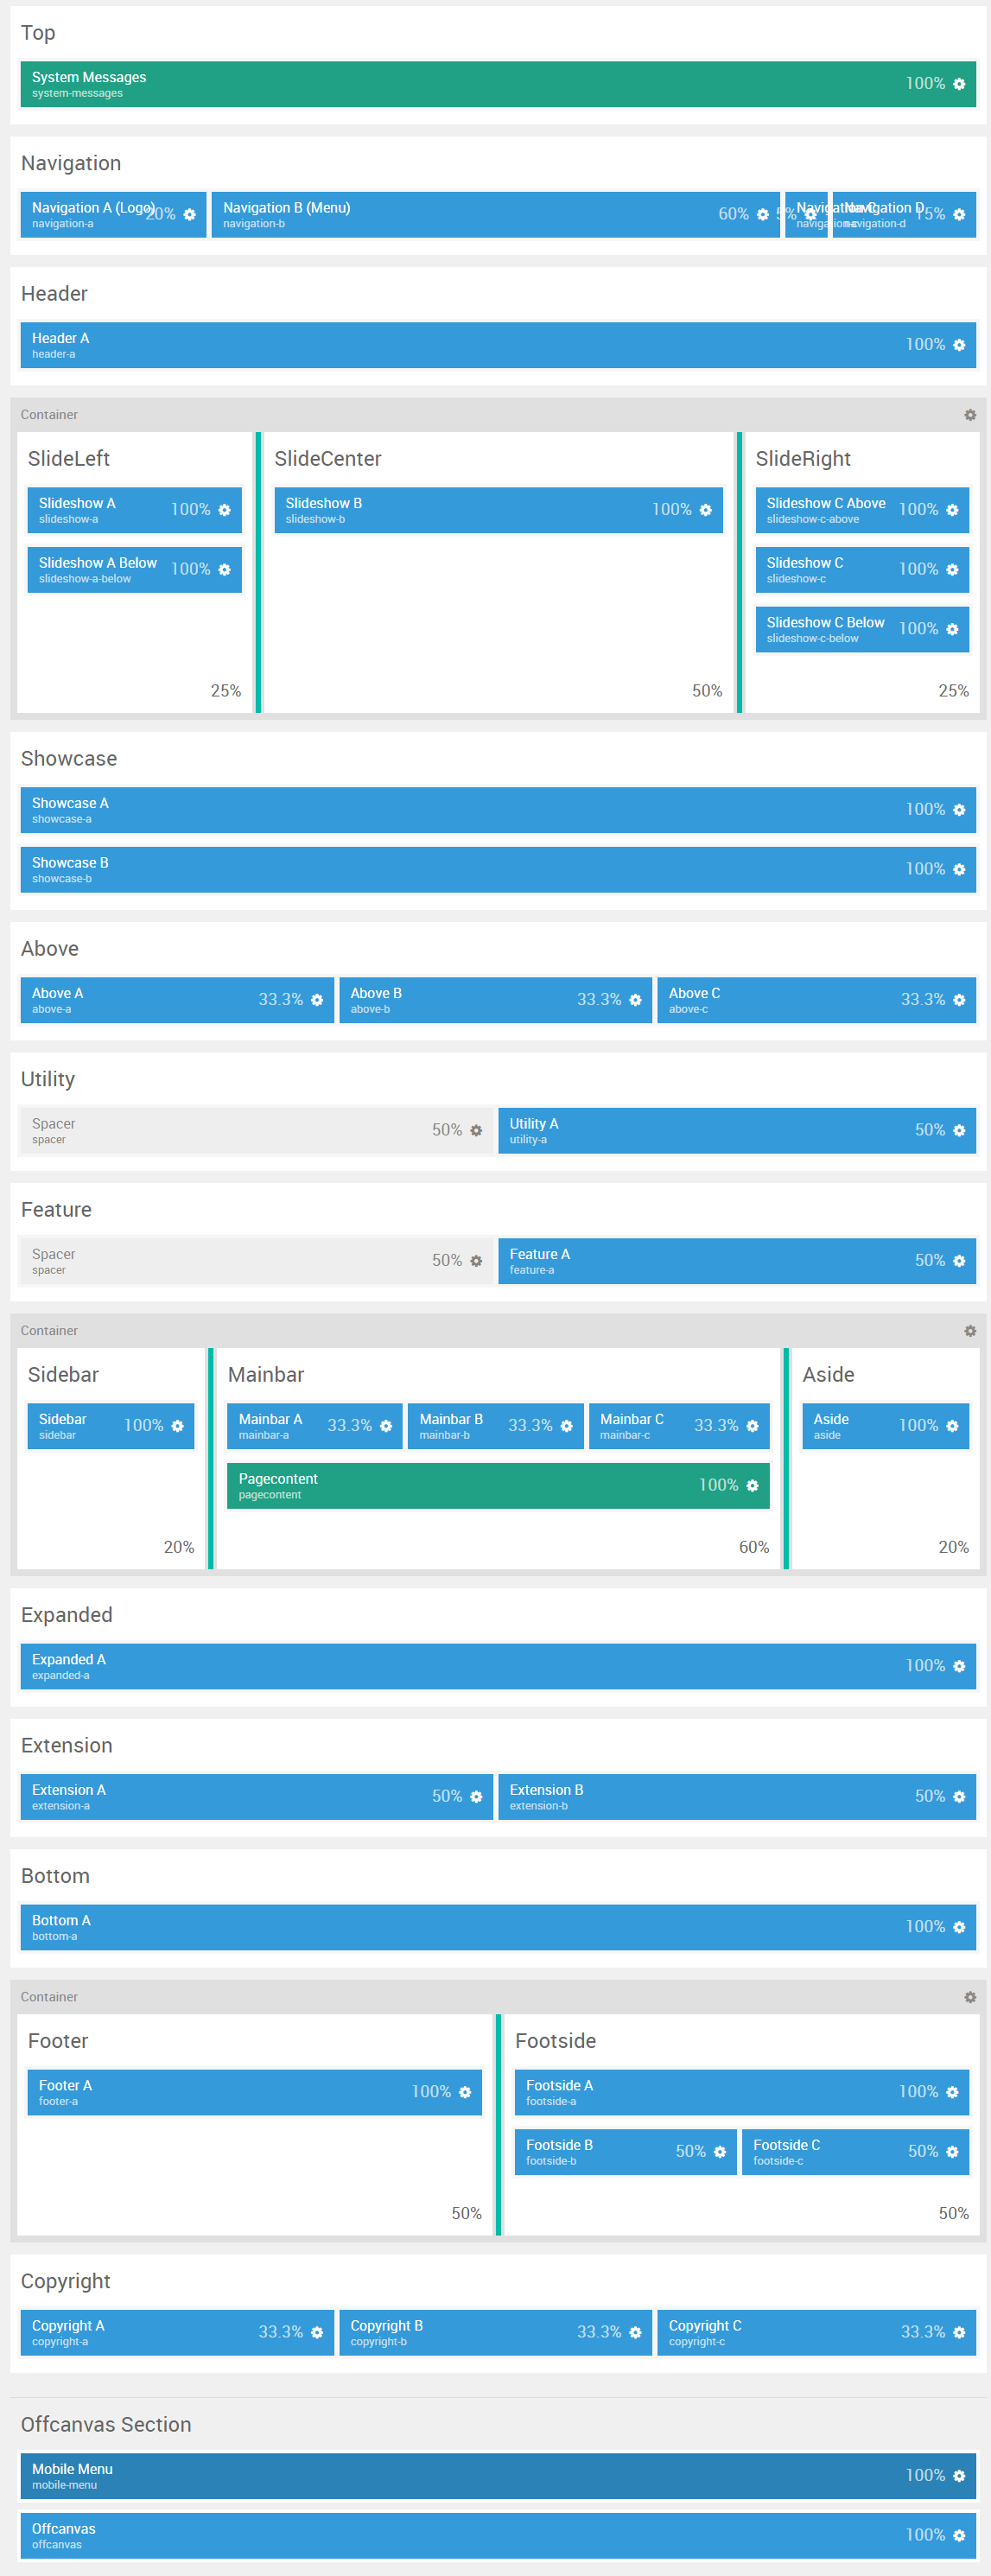 Top
System Messages
system-messages
100%
Navigation
Navigation A (Logo)
navigation-a
20%
Navigation B (Menu)
navigation-b
60%
Navigation C
navigation-c
5%
Navigation D
navigation-d
15%
Header
Header A
header-a
100%
Container
SlideLeft
Slideshow A
slideshow-a
100%
Slideshow A Below
slideshow-a-below
100%
25%
SlideCenter
Slideshow B
slideshow-b
100%
50%
SlideRight
Slideshow C Above
slideshow-c-above
100%
Slideshow C
slideshow-c
100%
Slideshow C Below
slideshow-c-below
100%
25%
Showcase
Showcase A
showcase-a
100%
Showcase B
showcase-b
100%
Above
Above A
above-a
33.3%
Above B
above-b
33.3%
Above C
above-c
33.3%
Utility
Spacer
spacer
50%
Utility A
utility-a
50%
Feature
Spacer
spacer
50%
Feature A
feature-a
50%
Container
Sidebar
Sidebar
sidebar
100%
20%
Mainbar
Mainbar A
mainbar-a
33.3%
Mainbar B
mainbar-b
33.3%
Mainbar C
mainbar-c
33.3%
Pagecontent
pagecontent
100%
60%
Aside
Aside
aside
100%
20%
Expanded
Expanded A
expanded-a
100%
Extension
Extension A
extension-a
50%
Extension B
extension-b
50%
Bottom
Bottom A
bottom-a
100%
Container
Footer
Footer A
footer-a
100%
50%
Footside
Footside A
footside-a
100%
Footside B
footside-b
50%
Footside C
footside-c
50%
50%
Copyright
Copyright A
copyright-a
33.3%
Copyright B
copyright-b
33.3%
Copyright C
copyright-c
33.3%
Offcanvas Section
Mobile Menu
mobile-menu
100%
Offcanvas
offcanvas
100%